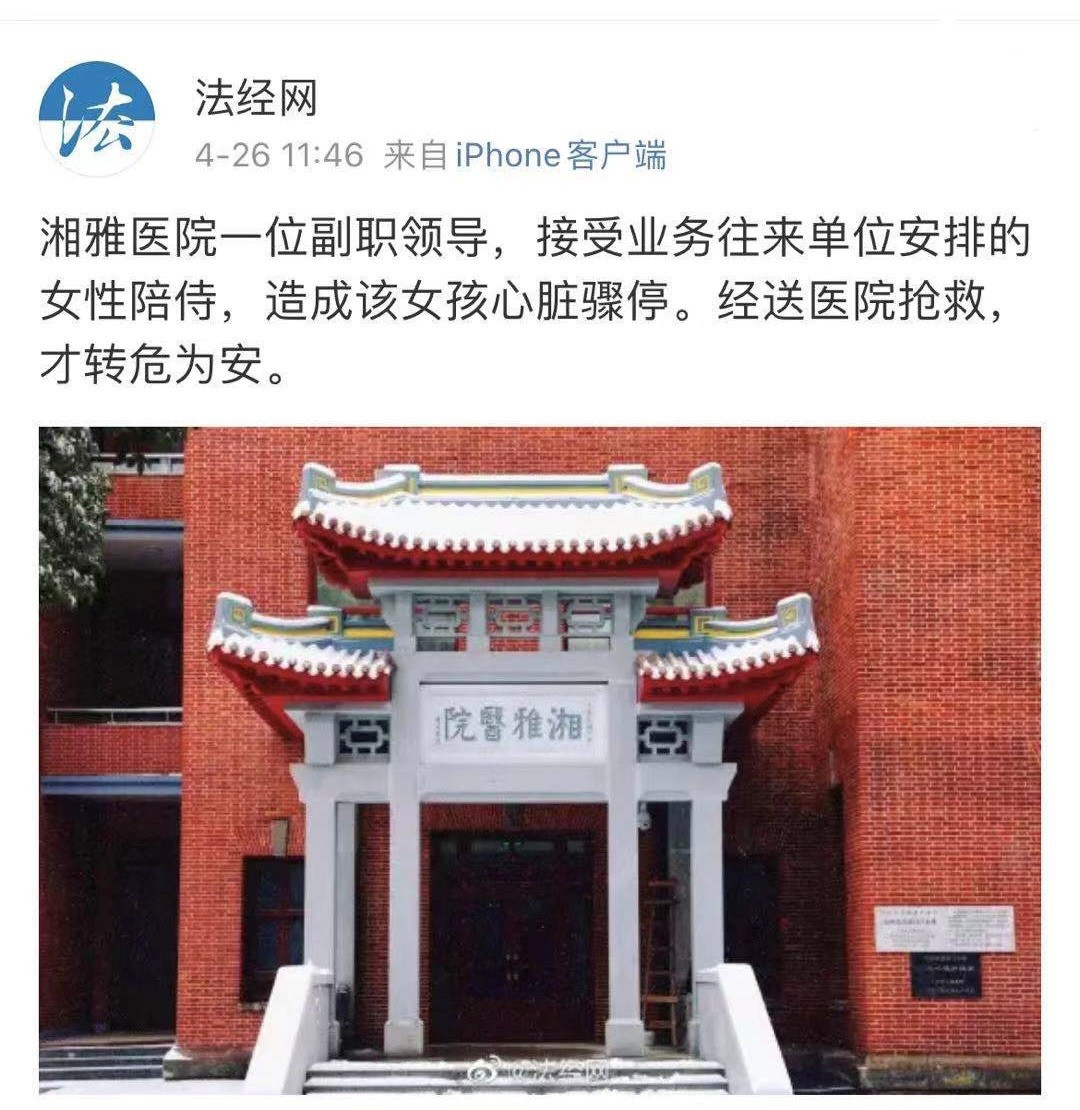 法
法经网
4-26 11:46 来自 iPhone客户端
湘雅医院一位副职领导，接受业务往来单位安排的
女性陪侍，造成该女孩心脏骤停。经送医院抢救，
才转危为安。
院醫雅湘
@法经网